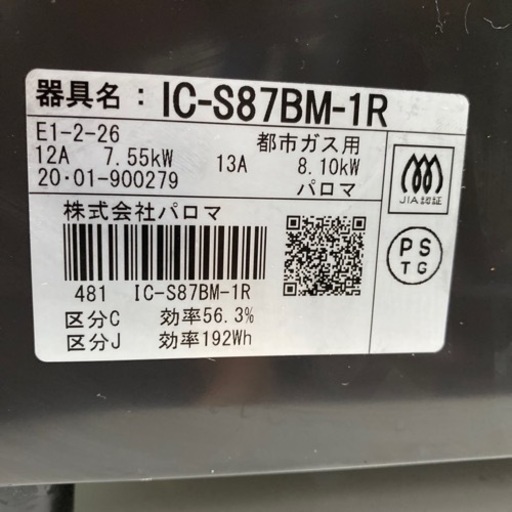 器具名： IC-S87BM-1R
E1-2-26 都市ガス用
12A 7.55kW 13A 8.10kW
20・01-900279 パロマ
JIA認証
株式会社パロマ
PS
TG
481 IC-S87BM-1R
区分C 効率56.3%
区分J 効率192Wh